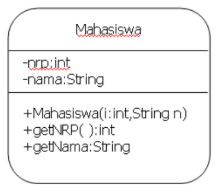 Mahasiswa
-nrp:int
-nama:String
+Mahasiswa(i:int,String n)
+getNRP( ):int
+getNama:String